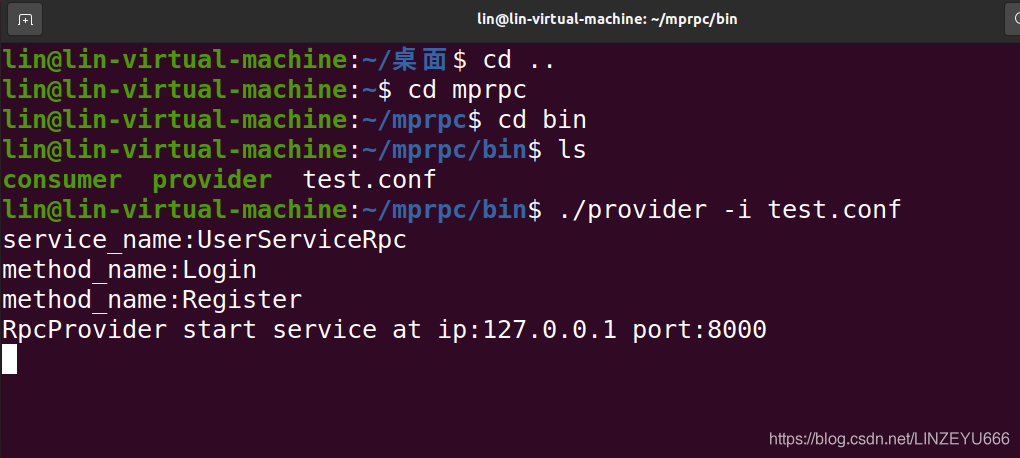 lin@lin-virtual-machine: ~/mprpc/bin
lin@lin-virtual-machine:~/桌面$ cd ..
lin@lin-virtual-machine:~$ cd mprpc
lin@lin-virtual-machine:~/mprpc$ cd bin
lin@lin-virtual-machine:~/mprpc/bin$ ls
consumer  provider  test.conf
lin@lin-virtual-machine:~/mprpc/bin$ ./provider -i test.conf
service_name:UserServiceRpc
method_name:Login
method_name:Register
RpcProvider start service at ip:127.0.0.1 port:8000
https://blog.csdn.net/LINZEYU666